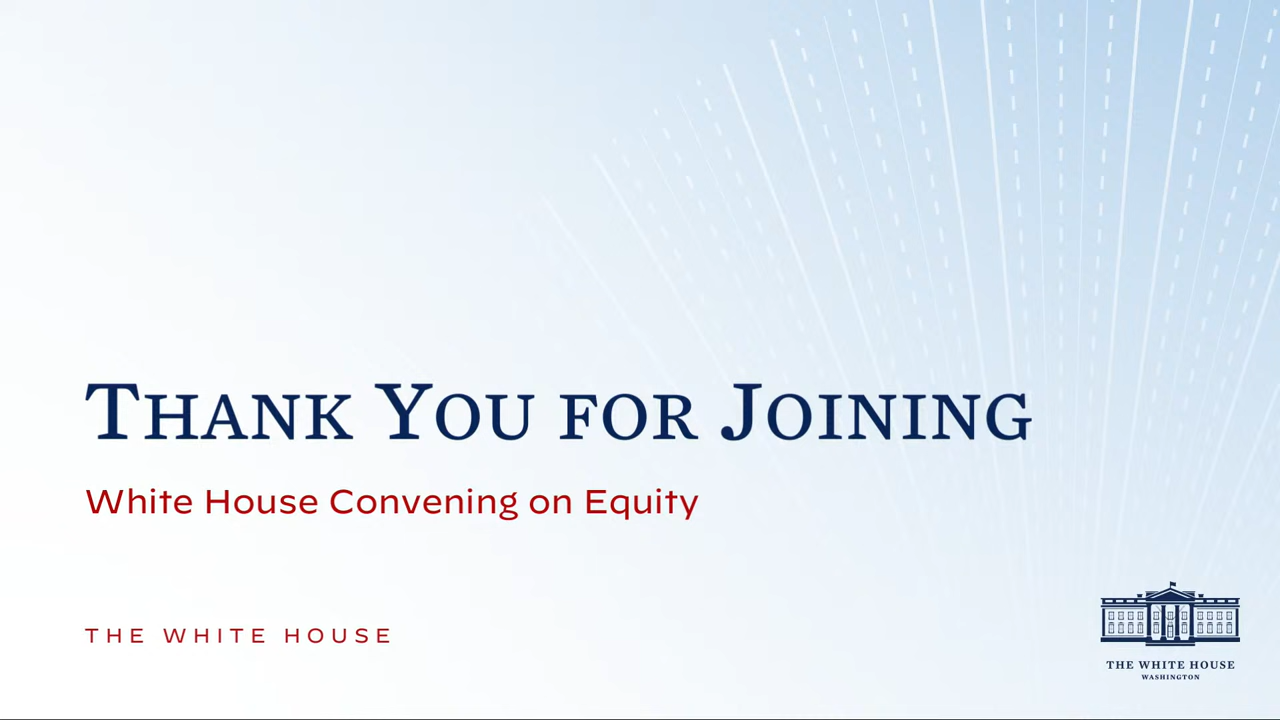 THANK YOU FOR JOINING
White House Convening on Equity
THE WHITE HOUSE
THE WHITE HOUSE
WASHINGTON